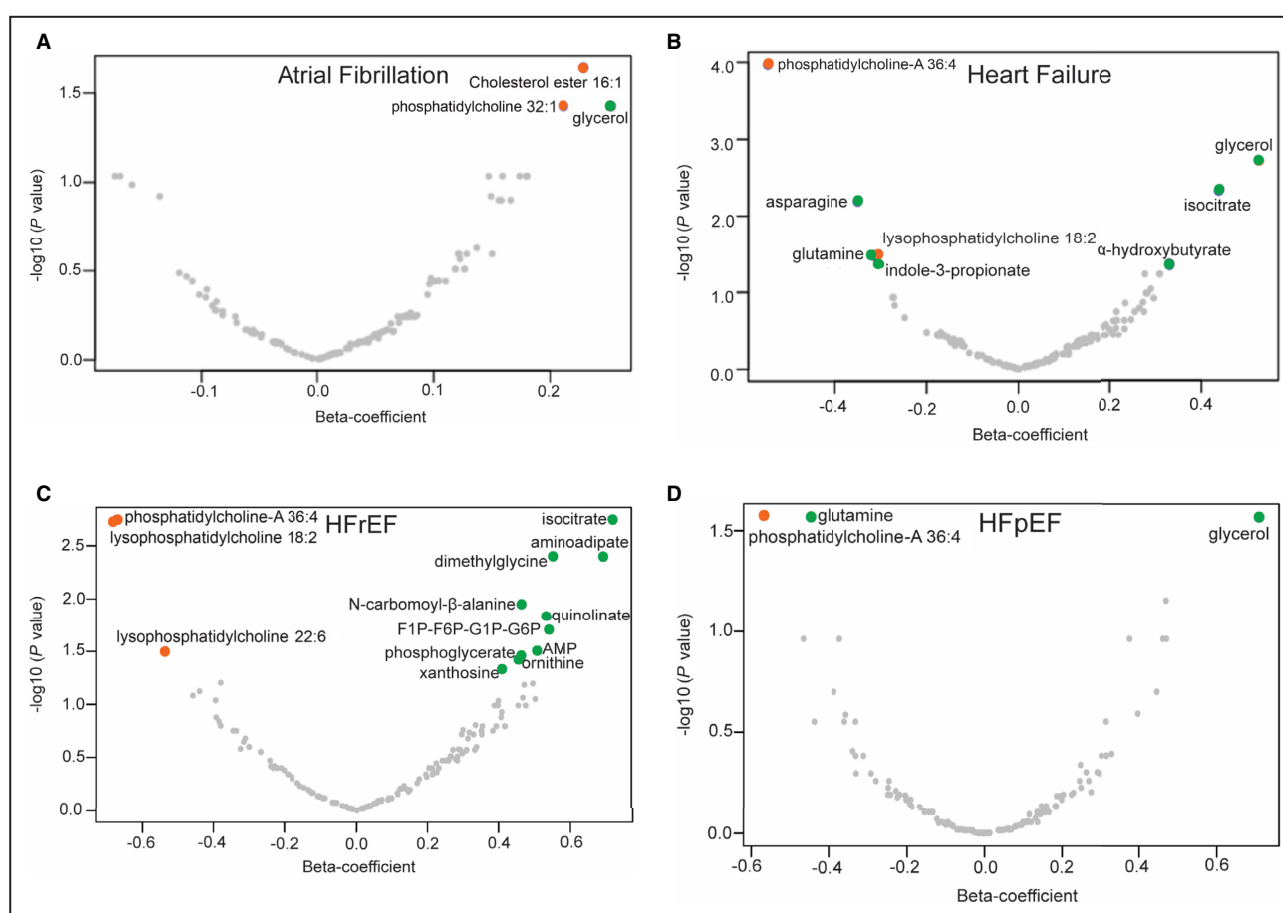 A
Atrial Fibrillation
Cholesterol ester 16:1
phosphatidylcholine 32:1
glycerol
1.5
1.0
0.5
0.0
-log10 (P value)
-0.1
0.0
0.1
0.2
Beta-coefficient
B
Heart Failure
phosphatidylcholine-A 36:4
glycerol
isocitrate
asparagine
lysophosphatidylcholine 18:2
glutamine
indole-3-propionate
α-hydroxybutyrate
4.0
3.0
2.0
1.0
0.0
-log10 (P value)
-0.4
-0.2
0.0
0.2
0.4
Beta-coefficient
C
HFrEF
phosphatidylcholine-A 36:4
lysophosphatidylcholine 18:2
isocitrate
aminoadipate
dimethylglycine
N-carbomoyl-β-alanine
quinolinate
F1P-F6P-G1P-G6P
lysophosphatidylcholine 22:6
AMP
phosphoglycerate
ornithine
xanthosine
2.5
2.0
1.5
1.0
0.5
0.0
-log10 (P value)
-0.6
-0.4
-0.2
0.0
0.2
0.4
0.6
Beta-coefficient
D
HFpEF
glutamine
phosphatidylcholine-A 36:4
glycerol
1.5
1.0
0.5
0.0
-log10 (P value)
-0.6
-0.4
-0.2
0.0
0.2
0.4
0.6
Beta-coefficient